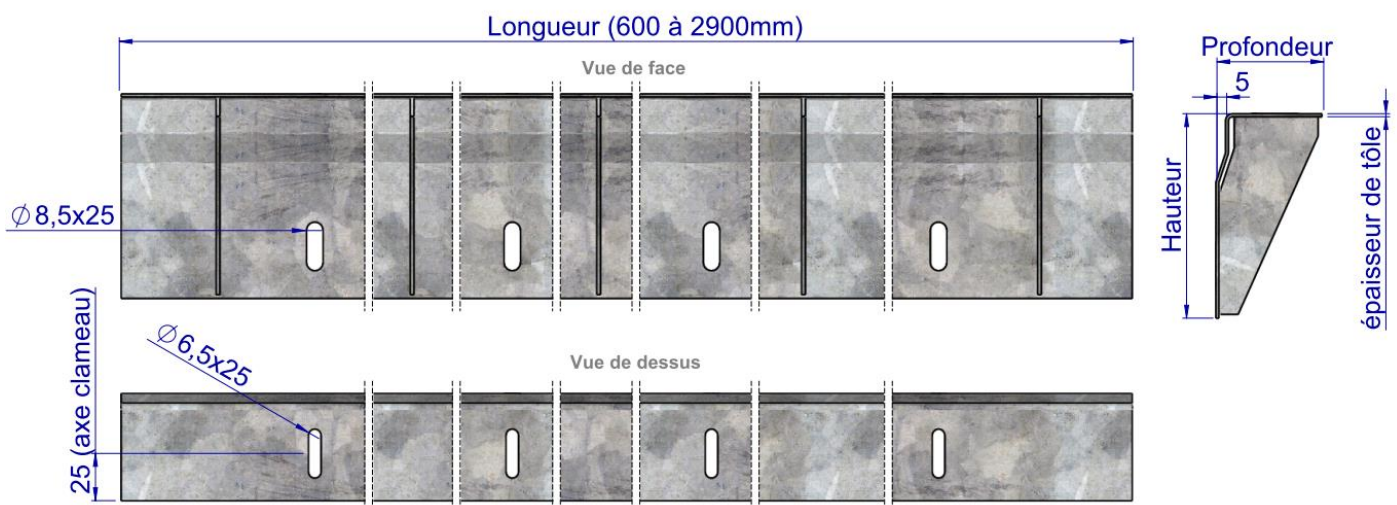 Longueur (600 à 2900mm)
Vue de face
Profondeur
5
Hauteur
épaisseur de tôle
Ø 8,5x25
Ø 6,5x25
Vue de dessus
25 (axe clameau)